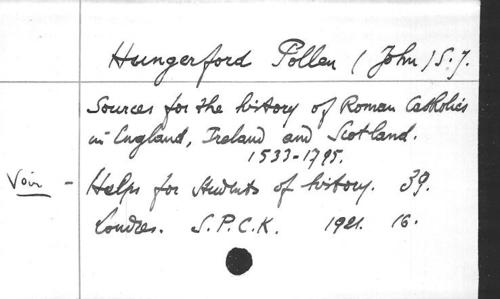 Hungerford Pollen (John) S.J.
Sources for the history of Roman Catholics
in England, Ireland and Scotland.
1533-1795.
Voir - Helps for students of history. 39.
Londres. S.P.C.K. 1921. 16.